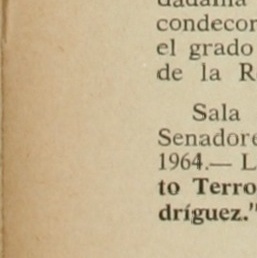 condecor
el grado
de la R
Sala
Senadore
1964.— L
to Terro
dríguez."